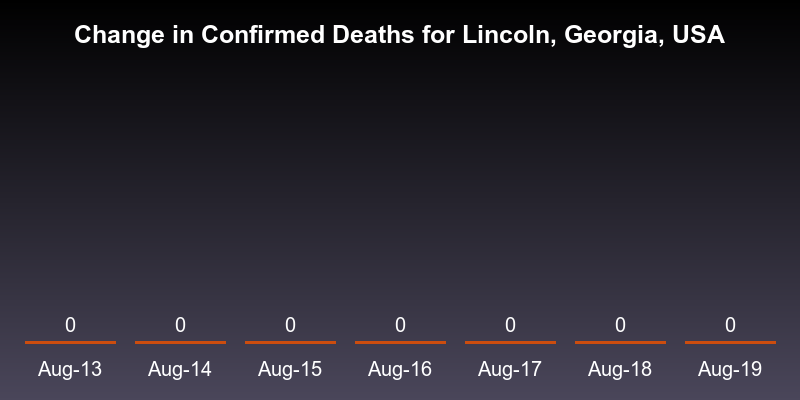 Change in Confirmed Deaths for Lincoln, Georgia, USA
0 0 0 0 0 0 0
Aug-13 Aug-14 Aug-15 Aug-16 Aug-17 Aug-18 Aug-19